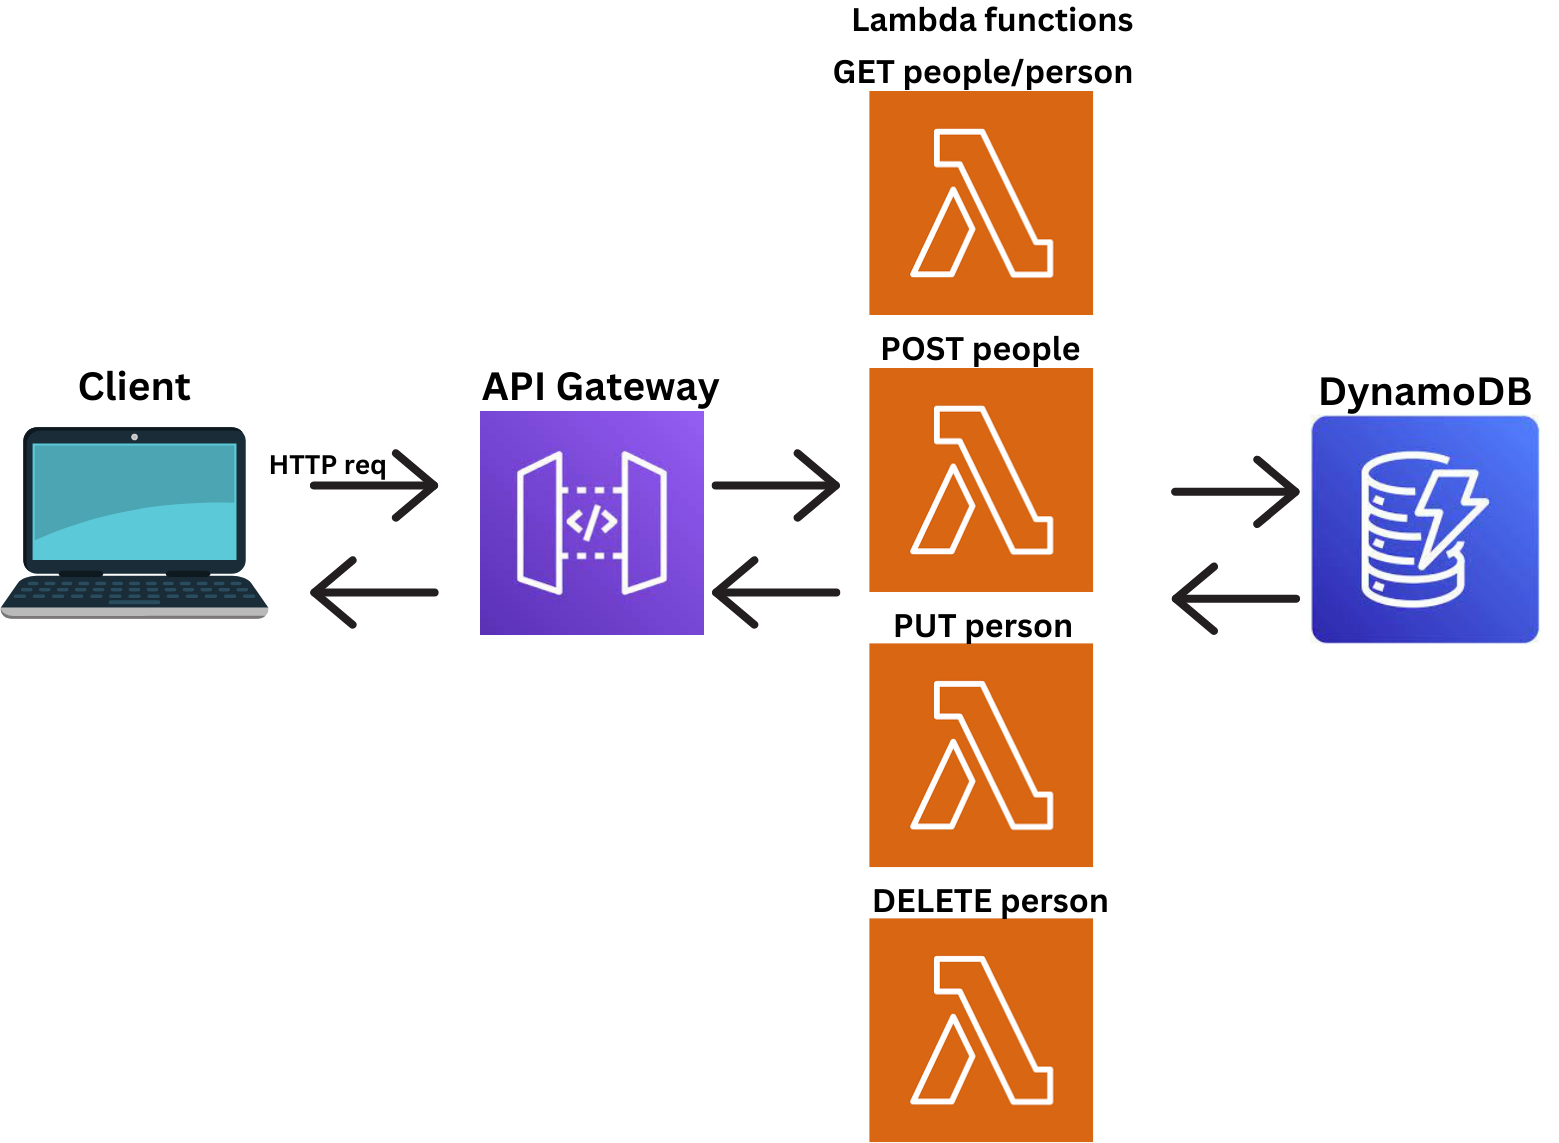 Lambda functions
GET people/person
POST people
Client
API Gateway
DynamoDB
HTTP req
</>
PUT person
DELETE person